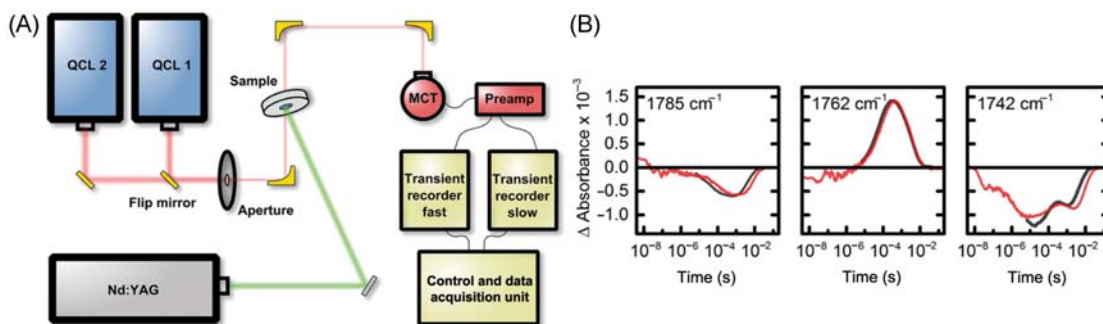 (A)
QCL 2
QCL 1
Sample
MCT
Preamp
Flip mirror
Aperture
Transient
recorder
fast
Transient
recorder
slow
Nd:YAG
Control and data
acquisition unit
(B)
Δ Absorbance x 10⁻³
1.5
1.0
0.5
0.0
−0.5
−1.0
1785 cm⁻¹
1762 cm⁻¹
1742 cm⁻¹
10⁻⁸ 10⁻⁶ 10⁻⁴ 10⁻²
10⁻⁸ 10⁻⁶ 10⁻⁴ 10⁻²
10⁻⁸ 10⁻⁶ 10⁻⁴ 10⁻²
Time (s)
Time (s)
Time (s)